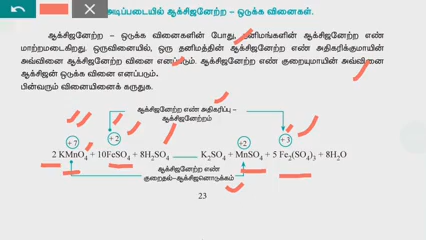 அடிப்படையில் ஆக்சிஜனேற்ற – ஒடுக்க வினைகள்.
ஆக்சிஜனேற்ற – ஒடுக்க வினைகளின் போது, தனிமங்களின் ஆக்சிஜனேற்ற எண்
மாற்றமடைகிறது. ஒருவினையில், ஒரு தனிமத்தின் ஆக்சிஜனேற்ற எண் அதிகரிக்குமாயின்
அவ்வினை ஆக்சிஜனேற்ற வினை எனப்படும். ஆக்சிஜனேற்ற எண் குறையுமாயின் அவ்வினை
ஆக்சிஜன் ஒடுக்க வினை எனப்படும்.
பின்வரும் வினையினைக் கருதுக.
ஆக்சிஜனேற்ற எண் அதிகரிப்பு –
ஆக்சிஜனேற்றம்
+7 +2 +2 +3
2 KMnO4 + 10FeSO4 + 8H2SO4 K2SO4 + MnSO4 + 5 Fe2(SO4)3 + 8H2O
ஆக்சிஜனேற்ற எண்
குறைதல்–ஆக்சிஜனொடுக்கம்
23